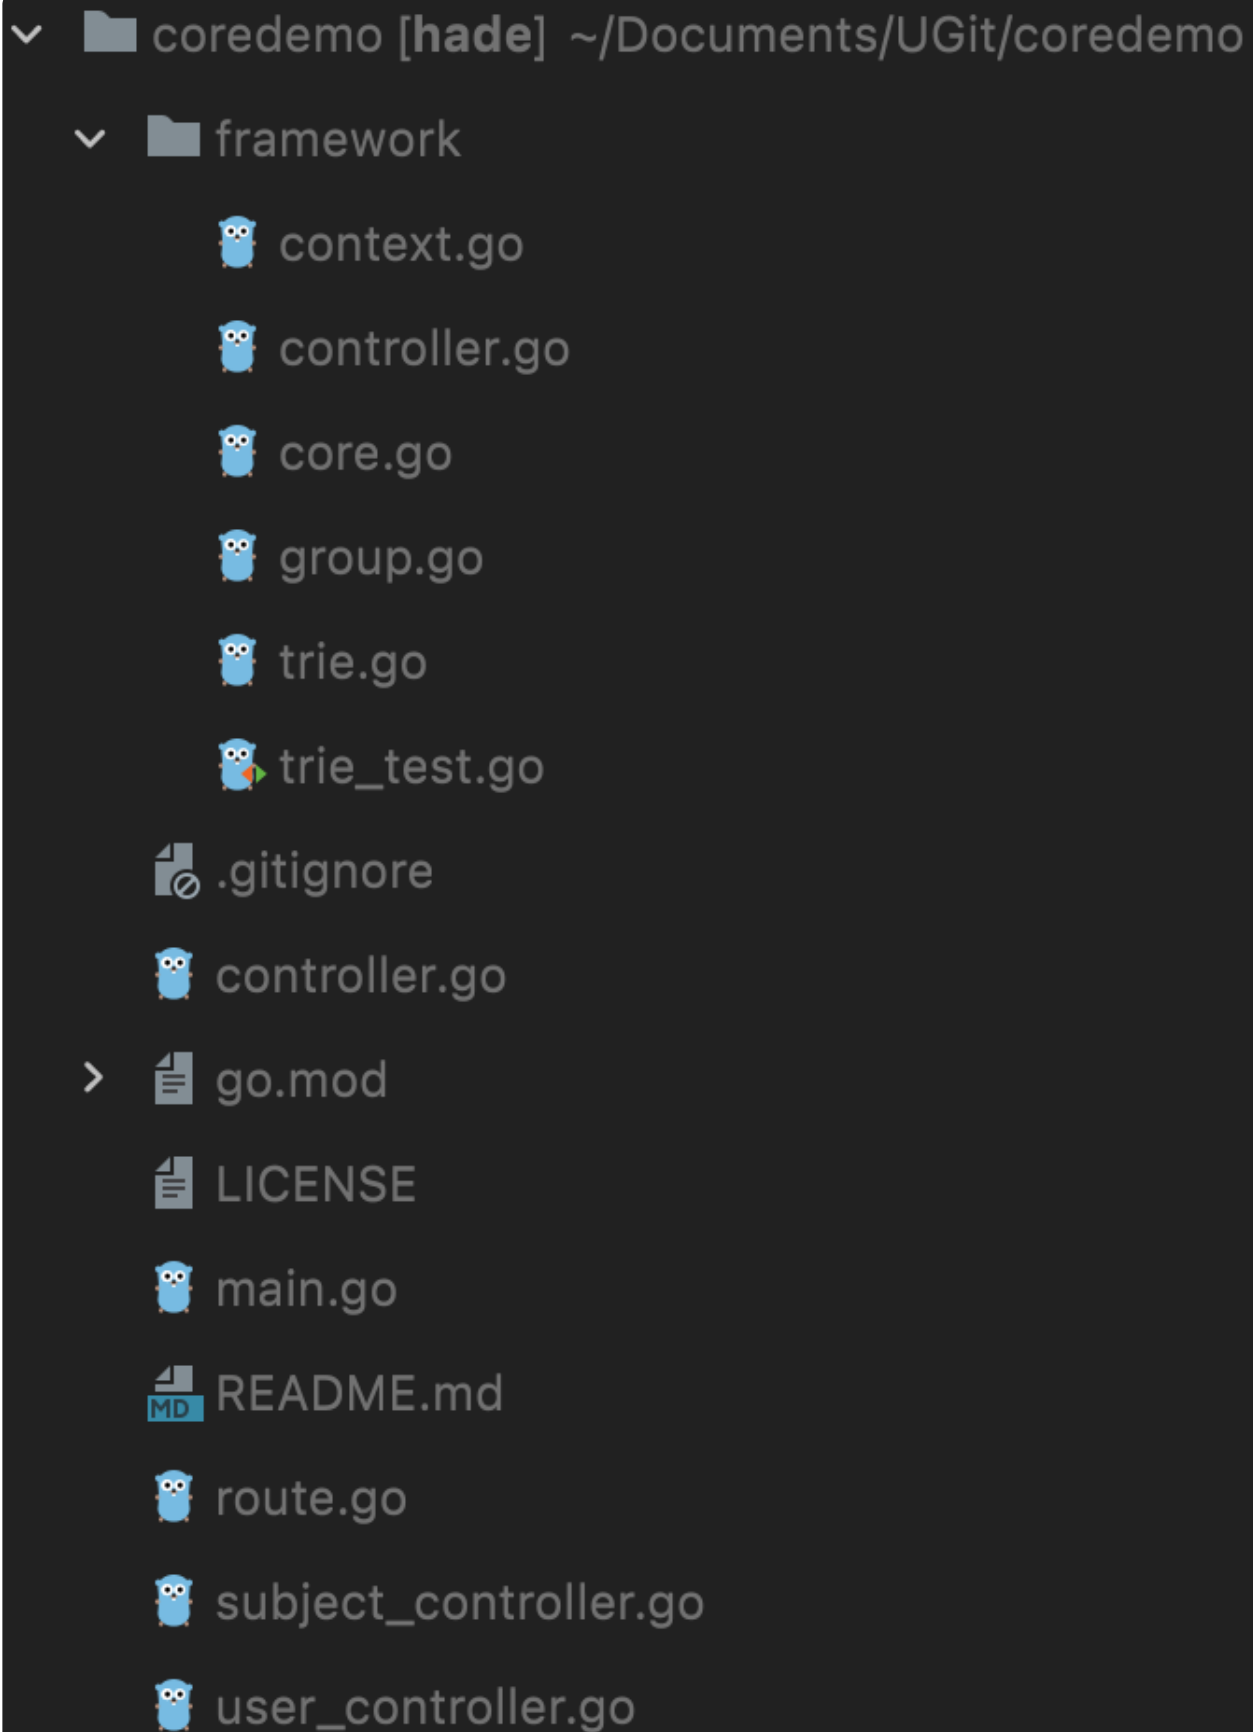 coredemo [hade] ~/Documents/UGit/coredemo
framework
context.go
controller.go
core.go
group.go
trie.go
trie_test.go
.gitignore
controller.go
go.mod
LICENSE
main.go
MD README.md
route.go
subject_controller.go
user_controller.go